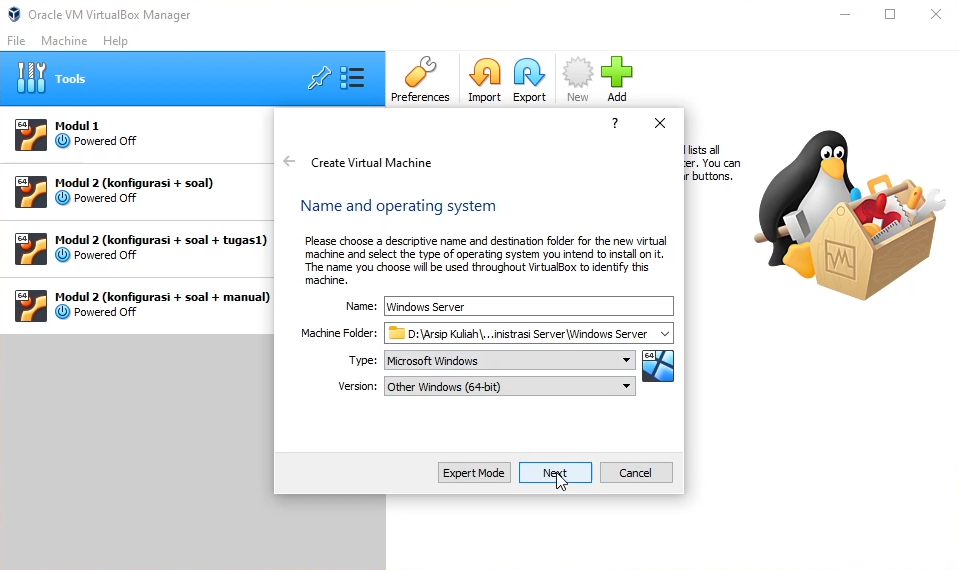 Oracle VM VirtualBox Manager
File Machine Help
Tools
Preferences Import Export New Add
64 Modul 1
Powered Off
64 Modul 2 (konfigurasi + soal)
Powered Off
64 Modul 2 (konfigurasi + soal + tugas1)
Powered Off
64 Modul 2 (konfigurasi + soal + manual)
Powered Off
lists all
ter. You can
r buttons.
?
Create Virtual Machine
Name and operating system
Please choose a descriptive name and destination folder for the new virtual
machine and select the type of operating system you intend to install on it.
The name you choose will be used throughout VirtualBox to identify this
machine.
Name: Windows Server
Machine Folder: D:\Arsip Kuliah\...inistrasi Server\Windows Server
Type: Microsoft Windows 64
Version: Other Windows (64-bit)
Expert Mode Next Cancel